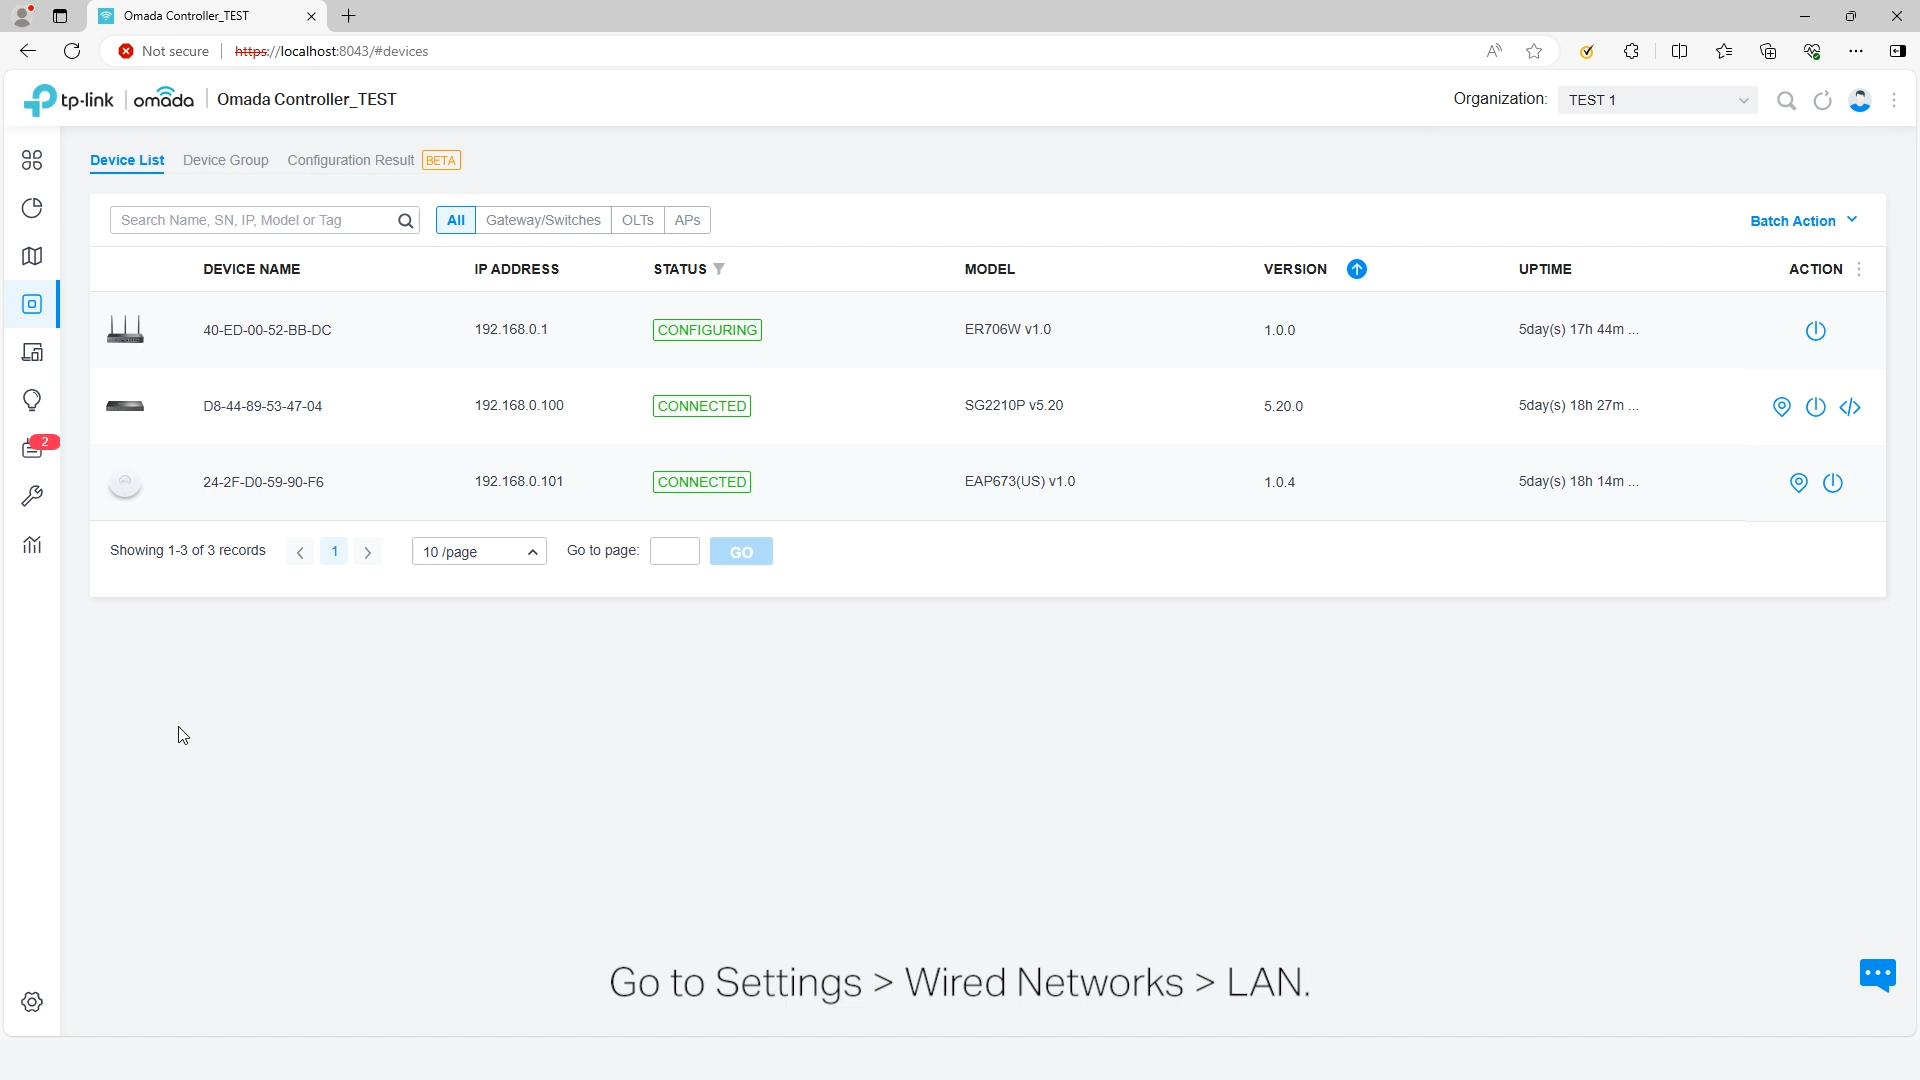 Omada Controller_TEST
Not secure
https://localhost:8043/#devices
tp-link | omada | Omada Controller_TEST
Organization: TEST 1
Device List Device Group Configuration Result BETA
Search Name, SN, IP, Model or Tag
All Gateway/Switches OLTs APs
Batch Action
DEVICE NAME IP ADDRESS STATUS MODEL VERSION UPTIME ACTION
40-ED-00-52-BB-DC 192.168.0.1 CONFIGURING ER706W v1.0 1.0.0 5day(s) 17h 44m ...
D8-44-89-53-47-04 192.168.0.100 CONNECTED SG2210P v5.20 5.20.0 5day(s) 18h 27m ...
2
24-2F-D0-59-90-F6 192.168.0.101 CONNECTED EAP673(US) v1.0 1.0.4 5day(s) 18h 14m ...
Showing 1-3 of 3 records 1 10 /page Go to page: GO
Go to Settings > Wired Networks > LAN.